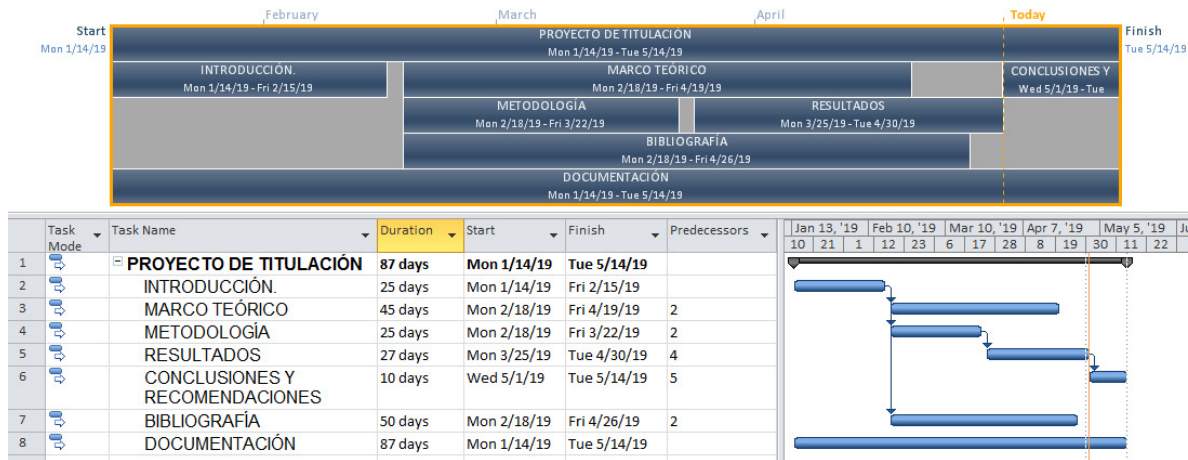 February March April Today
Start Finish
Mon 1/14/19 Tue 5/14/19
PROYECTO DE TITULACIÓN
Mon 1/14/19 - Tue 5/14/19
INTRODUCCIÓN. MARCO TEÓRICO CONCLUSIONES Y
Mon 1/14/19 - Fri 2/15/19 Mon 2/18/19 - Fri 4/19/19 Wed 5/1/19 - Tue
METODOLOGÍA RESULTADOS
Mon 2/18/19 - Fri 3/22/19 Mon 3/25/19 - Tue 4/30/19
BIBLIOGRAFÍA
Mon 2/18/19 - Fri 4/26/19
DOCUMENTACIÓN
Mon 1/14/19 - Tue 5/14/19
Task Mode Task Name Duration Start Finish Predecessors
Jan 13, '19 Feb 10, '19 Mar 10, '19 Apr 7, '19 May 5, '19
10 21 1 12 23 6 17 28 8 19 30 11 22
1 PROYECTO DE TITULACIÓN 87 days Mon 1/14/19 Tue 5/14/19
2 INTRODUCCIÓN. 25 days Mon 1/14/19 Fri 2/15/19
3 MARCO TEÓRICO 45 days Mon 2/18/19 Fri 4/19/19 2
4 METODOLOGÍA 25 days Mon 2/18/19 Fri 3/22/19 2
5 RESULTADOS 27 days Mon 3/25/19 Tue 4/30/19 4
6 CONCLUSIONES Y 10 days Wed 5/1/19 Tue 5/14/19 5
RECOMENDACIONES
7 BIBLIOGRAFÍA 50 days Mon 2/18/19 Fri 4/26/19 2
8 DOCUMENTACIÓN 87 days Mon 1/14/19 Tue 5/14/19